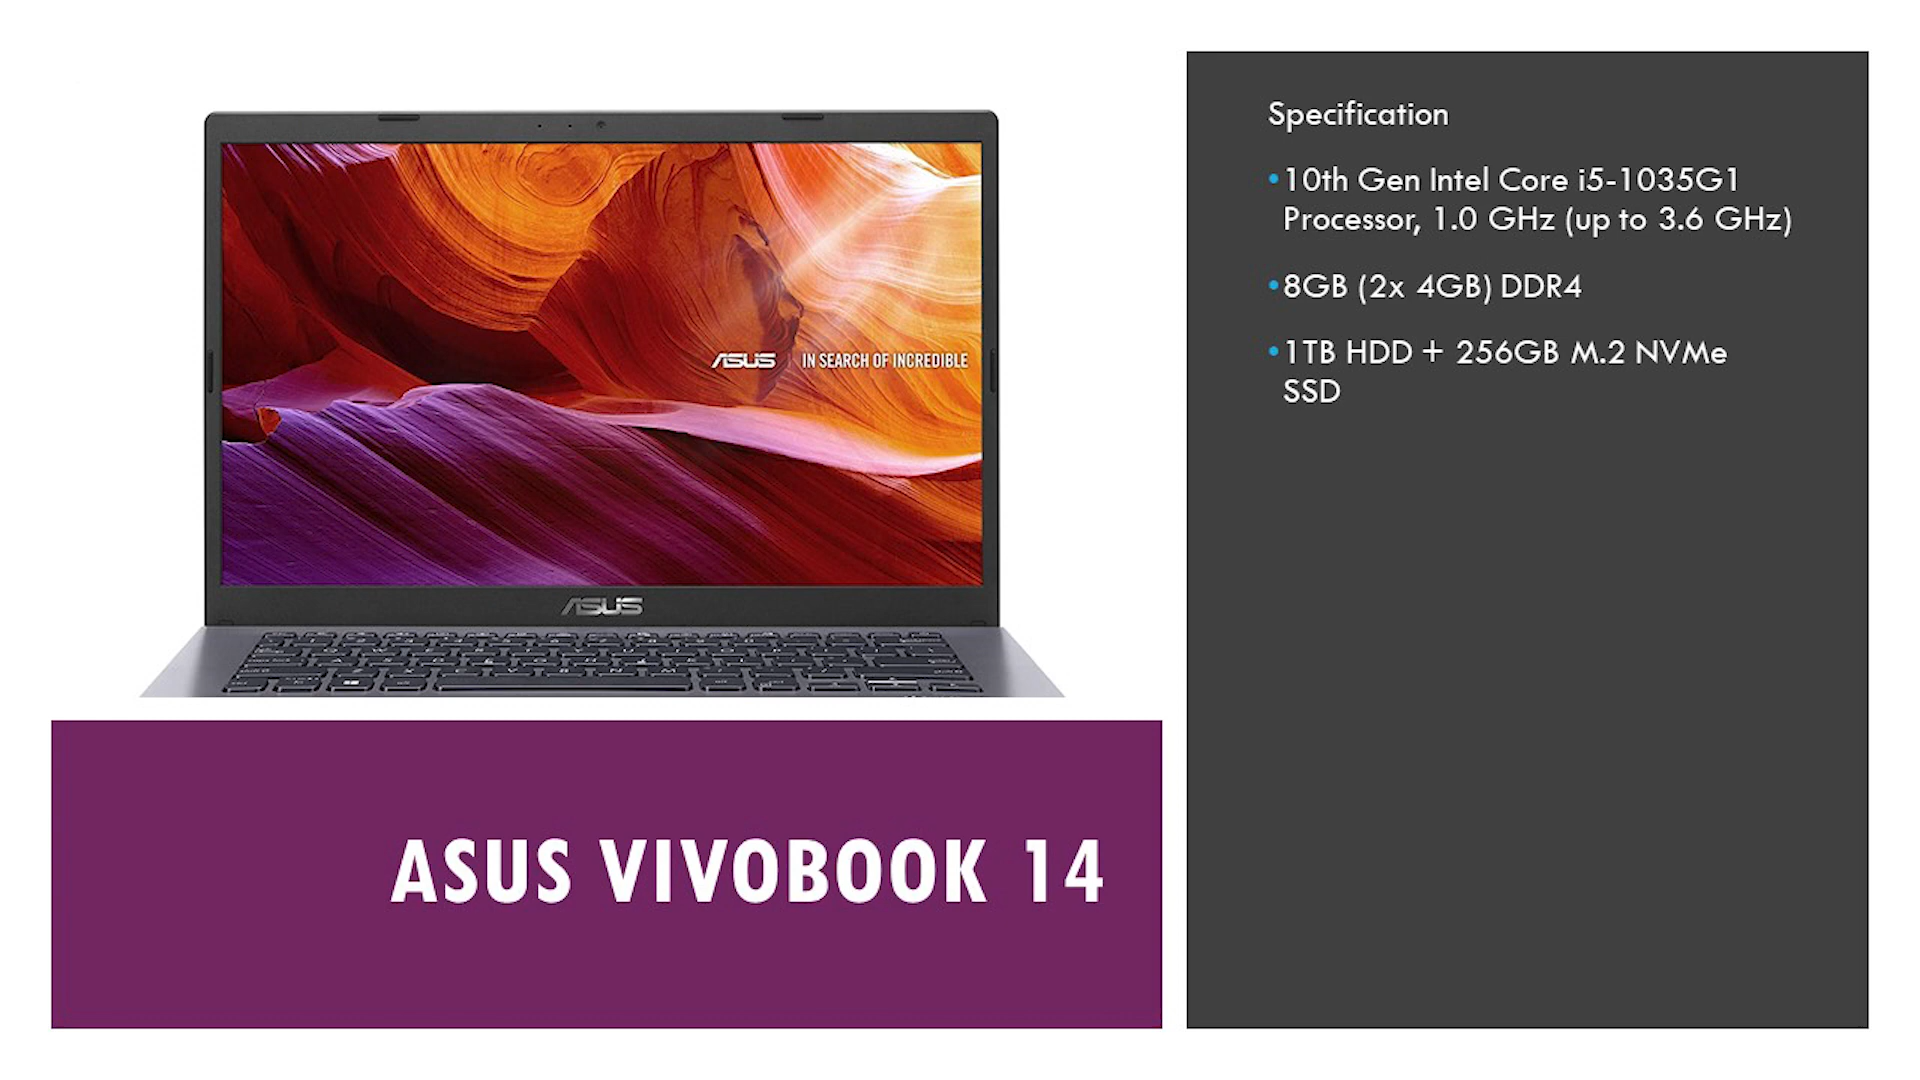 ASUS IN SEARCH OF INCREDIBLE
ASUS
ASUS VIVOBOOK 14
Specification
•10th Gen Intel Core i5-1035G1
Processor, 1.0 GHz (up to 3.6 GHz)
•8GB (2x 4GB) DDR4
•1TB HDD + 256GB M.2 NVMe
SSD